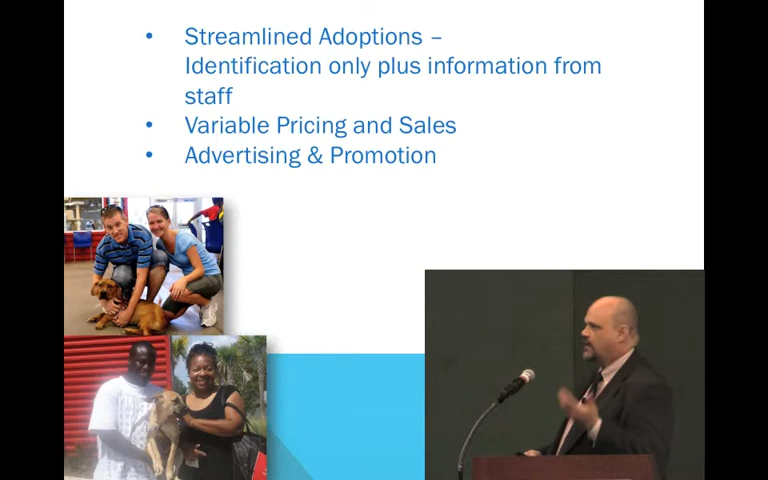 • Streamlined Adoptions –
Identification only plus information from
staff
• Variable Pricing and Sales
• Advertising & Promotion